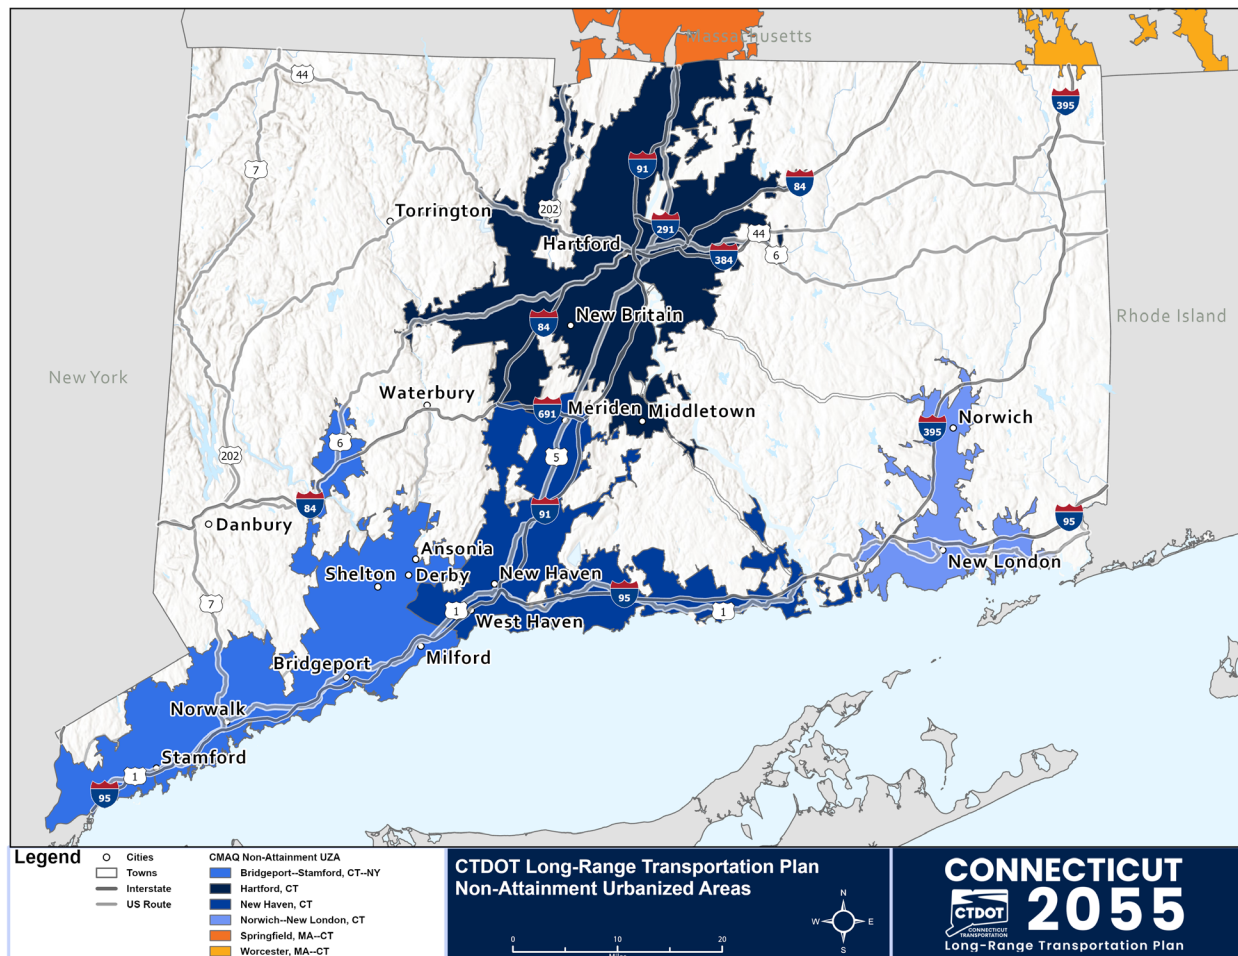 Massachusetts
44
395
7
91
84
Torrington
202
291
44
Hartford
384
6
New Britain
84
Rhode Island
New York
Waterbury
691
Meriden
Middletown
Norwich
395
6
5
202
84
91
95
Danbury
Ansonia
New London
Shelton
Derby
New Haven
95
7
1
1
West Haven
Milford
Bridgeport
Norwalk
Stamford
1
95
Legend
Cities
Towns
Interstate
US Route
CMAQ Non-Attainment UZA
Bridgeport--Stamford, CT--NY
Hartford, CT
New Haven, CT
Norwich--New London, CT
Springfield, MA--CT
Worcester, MA--CT
CTDOT Long-Range Transportation Plan
Non-Attainment Urbanized Areas
N
W E
S
0 10 20
Miles
CONNECTICUT
2055
CTDOT
CONNECTICUT
TRANSPORTATION
Long-Range Transportation Plan